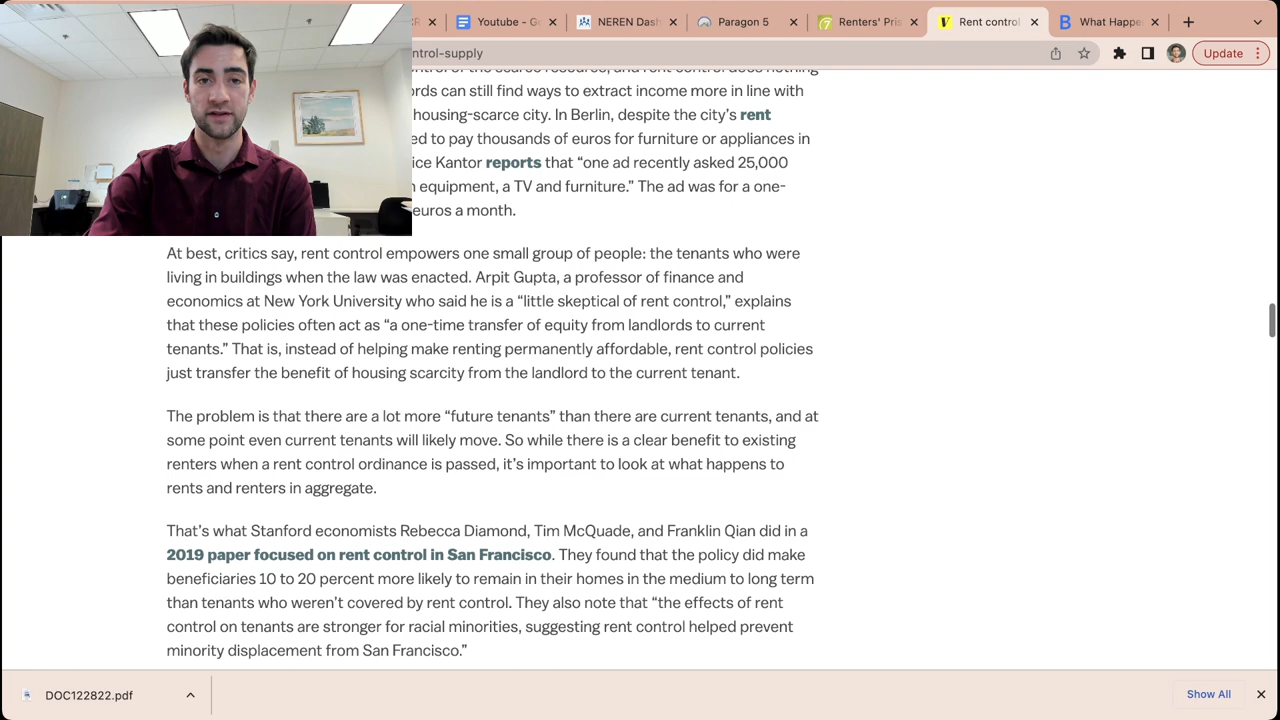 Youtube - G
NEREN Das
Paragon 5
Renters' Pri
Rent control
What Happe
ntrol-supply
Update
ntrol of the scarce resource, and rent control does nothing
ords can still find ways to extract income more in line with
housing-scarce city. In Berlin, despite the city's rent
ed to pay thousands of euros for furniture or appliances in
ice Kantor reports that “one ad recently asked 25,000
n equipment, a TV and furniture.” The ad was for a one-
euros a month.
At best, critics say, rent control empowers one small group of people: the tenants who were
living in buildings when the law was enacted. Arpit Gupta, a professor of finance and
economics at New York University who said he is a “little skeptical of rent control,” explains
that these policies often act as “a one-time transfer of equity from landlords to current
tenants.” That is, instead of helping make renting permanently affordable, rent control policies
just transfer the benefit of housing scarcity from the landlord to the current tenant.
The problem is that there are a lot more “future tenants” than there are current tenants, and at
some point even current tenants will likely move. So while there is a clear benefit to existing
renters when a rent control ordinance is passed, it's important to look at what happens to
rents and renters in aggregate.
That's what Stanford economists Rebecca Diamond, Tim McQuade, and Franklin Qian did in a
2019 paper focused on rent control in San Francisco. They found that the policy did make
beneficiaries 10 to 20 percent more likely to remain in their homes in the medium to long term
than tenants who weren't covered by rent control. They also note that “the effects of rent
control on tenants are stronger for racial minorities, suggesting rent control helped prevent
minority displacement from San Francisco.”
DOC122822.pdf
Show All